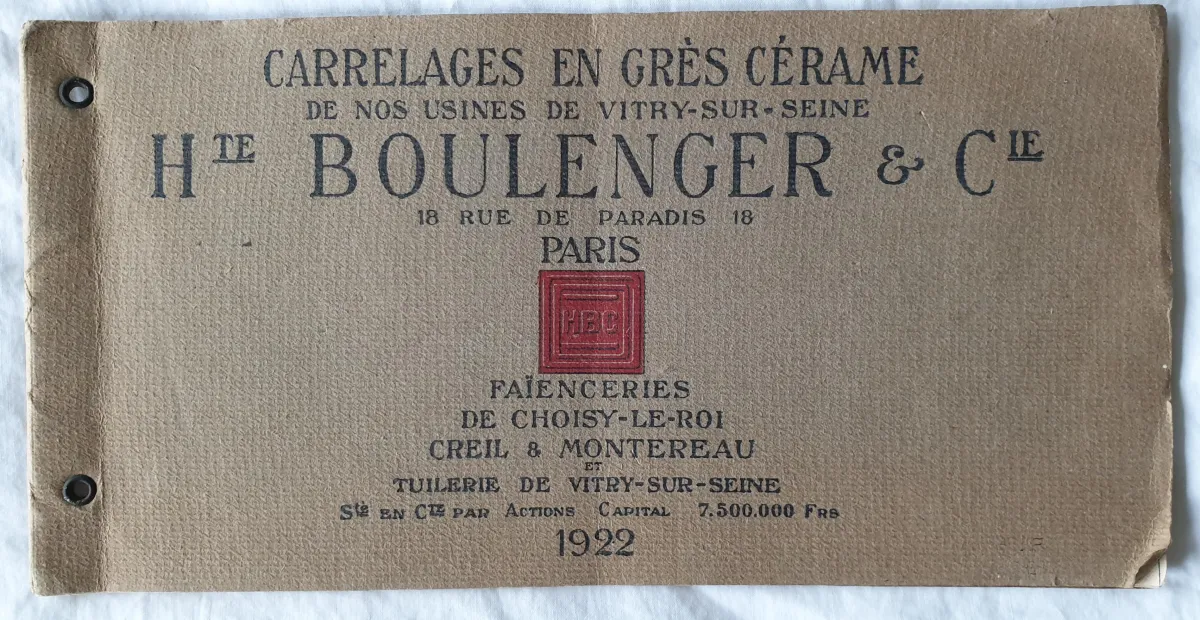 CARRELAGES EN GRÈS CÉRAME
DE NOS USINES DE VITRY-SUR-SEINE
HTE BOULENGER & CIE
18 RUE DE PARADIS 18
PARIS
HBC
FAÏENCERIES
DE CHOISY-LE-ROI
CREIL & MONTEREAU
ET
TUILERIE DE VITRY-SUR-SEINE
Sté EN CTE PAR ACTIONS CAPITAL 7.500.000 FRS
1922